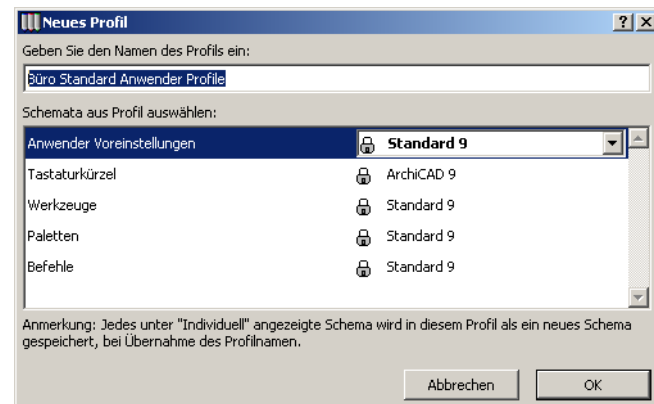 Neues Profil
Geben Sie den Namen des Profils ein:
Büro Standard Anwender Profile
Schemata aus Profil auswählen:
Anwender Voreinstellungen Standard 9
Tastaturkürzel ArchiCAD 9
Werkzeuge Standard 9
Paletten Standard 9
Befehle Standard 9
Anmerkung: Jedes unter "Individuell" angezeigte Schema wird in diesem Profil als ein neues Schema
gespeichert, bei Übernahme des Profilnamen.
Abbrechen OK